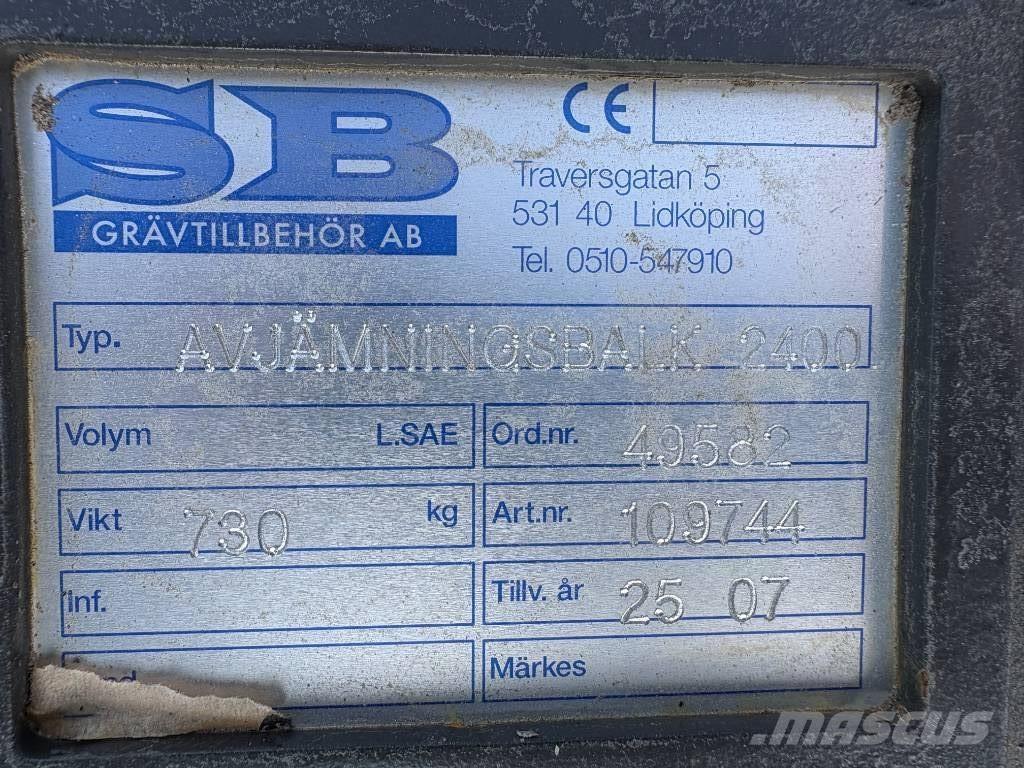 SB
GRÄVTILLBEHÖR AB
CE
Traversgatan 5
531 40 Lidköping
Tel. 0510-547910
Typ. AVJÄMNINGSBALK 2400
Volym L.SAE
Ord.nr. 49582
Vikt 730 kg
Art.nr. 109744
Inf.
Tillv. år 25 07
Märkes
MASCUS